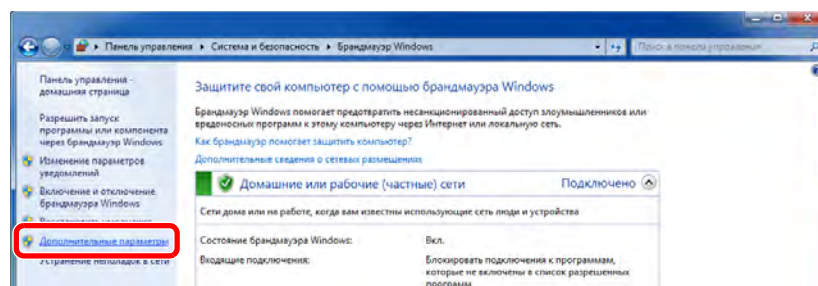 Панель управления ▸ Система и безопасность ▸ Брандмауэр Windows
Поиск в панели управления
Панель управления -
домашняя страница
Разрешить запуск
программы или компонента
через брандмауэр Windows
Изменение параметров
уведомлений
Включение и отключение
брандмауэра Windows
Дополнительные параметры
Устранение неполадок в сети
Защитите свой компьютер с помощью брандмауэра Windows
Брандмауэр Windows помогает предотвратить несанкционированный доступ злоумышленников или
вредоносных программ к этому компьютеру через Интернет или локальную сеть.
Как брандмауэр помогает защитить компьютер?
Дополнительные сведения о сетевых размещениях
Домашние или рабочие (частные) сети Подключено
Сети дома или на работе, когда вам известны использующие сеть люди и устройства
Состояние брандмауэра Windows: Вкл.
Входящие подключения: Блокировать подключения к программам,
которые не включены в список разрешенных
программ